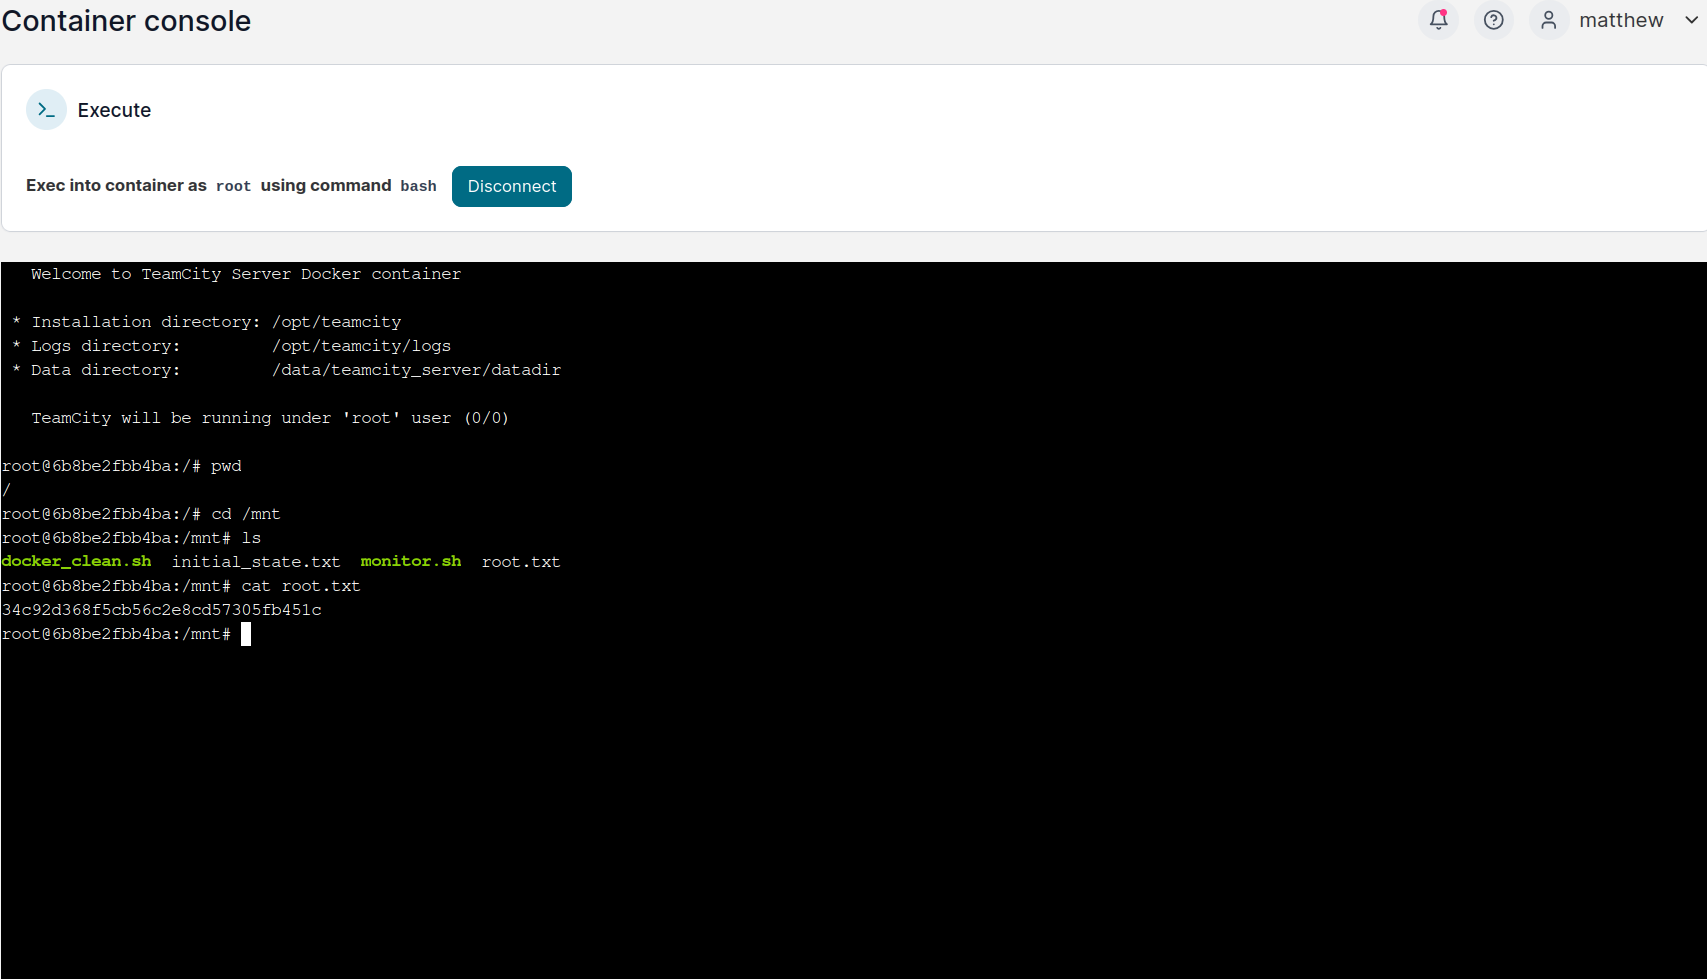 Container console
matthew
Execute
Exec into container as root using command bash Disconnect
Welcome to TeamCity Server Docker container
* Installation directory: /opt/teamcity
* Logs directory: /opt/teamcity/logs
* Data directory: /data/teamcity_server/datadir
TeamCity will be running under 'root' user (0/0)
root@6b8be2fbb4ba:/# pwd
/
root@6b8be2fbb4ba:/# cd /mnt
root@6b8be2fbb4ba:/mnt# ls
docker_clean.sh initial_state.txt monitor.sh root.txt
root@6b8be2fbb4ba:/mnt# cat root.txt
34c92d368f5cb56c2e8cd57305fb451c
root@6b8be2fbb4ba:/mnt#